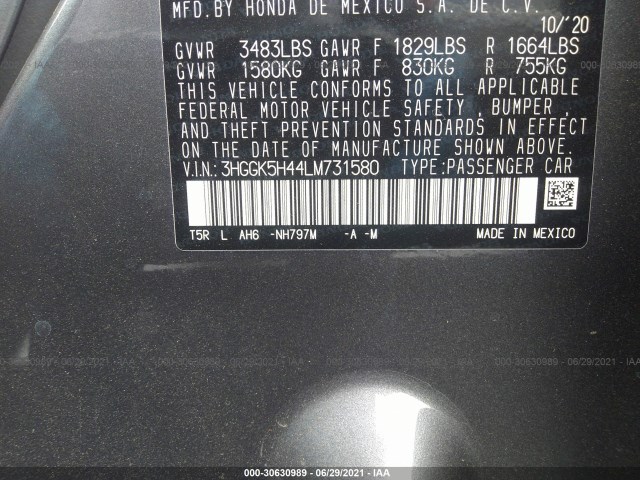 MFD.BY HONDA DE MEXICO S.A. DE C.V.
10/'20
GVWR 3483LBS GAWR F 1829LBS R 1664LBS
GVWR 1580KG GAWR F 830KG R 755KG
THIS VEHICLE CONFORMS TO ALL APPLICABLE
FEDERAL MOTOR VEHICLE SAFETY , BUMPER ,
AND THEFT PREVENTION STANDARDS IN EFFECT
ON THE DATE OF MANUFACTURE SHOWN ABOVE.
V.I.N.:3HGGK5H44LM731580 TYPE:PASSENGER CAR
T5R L AH6 -NH797M -A -M MADE IN MEXICO
000-30630989 - 06/29/2021 - IAA